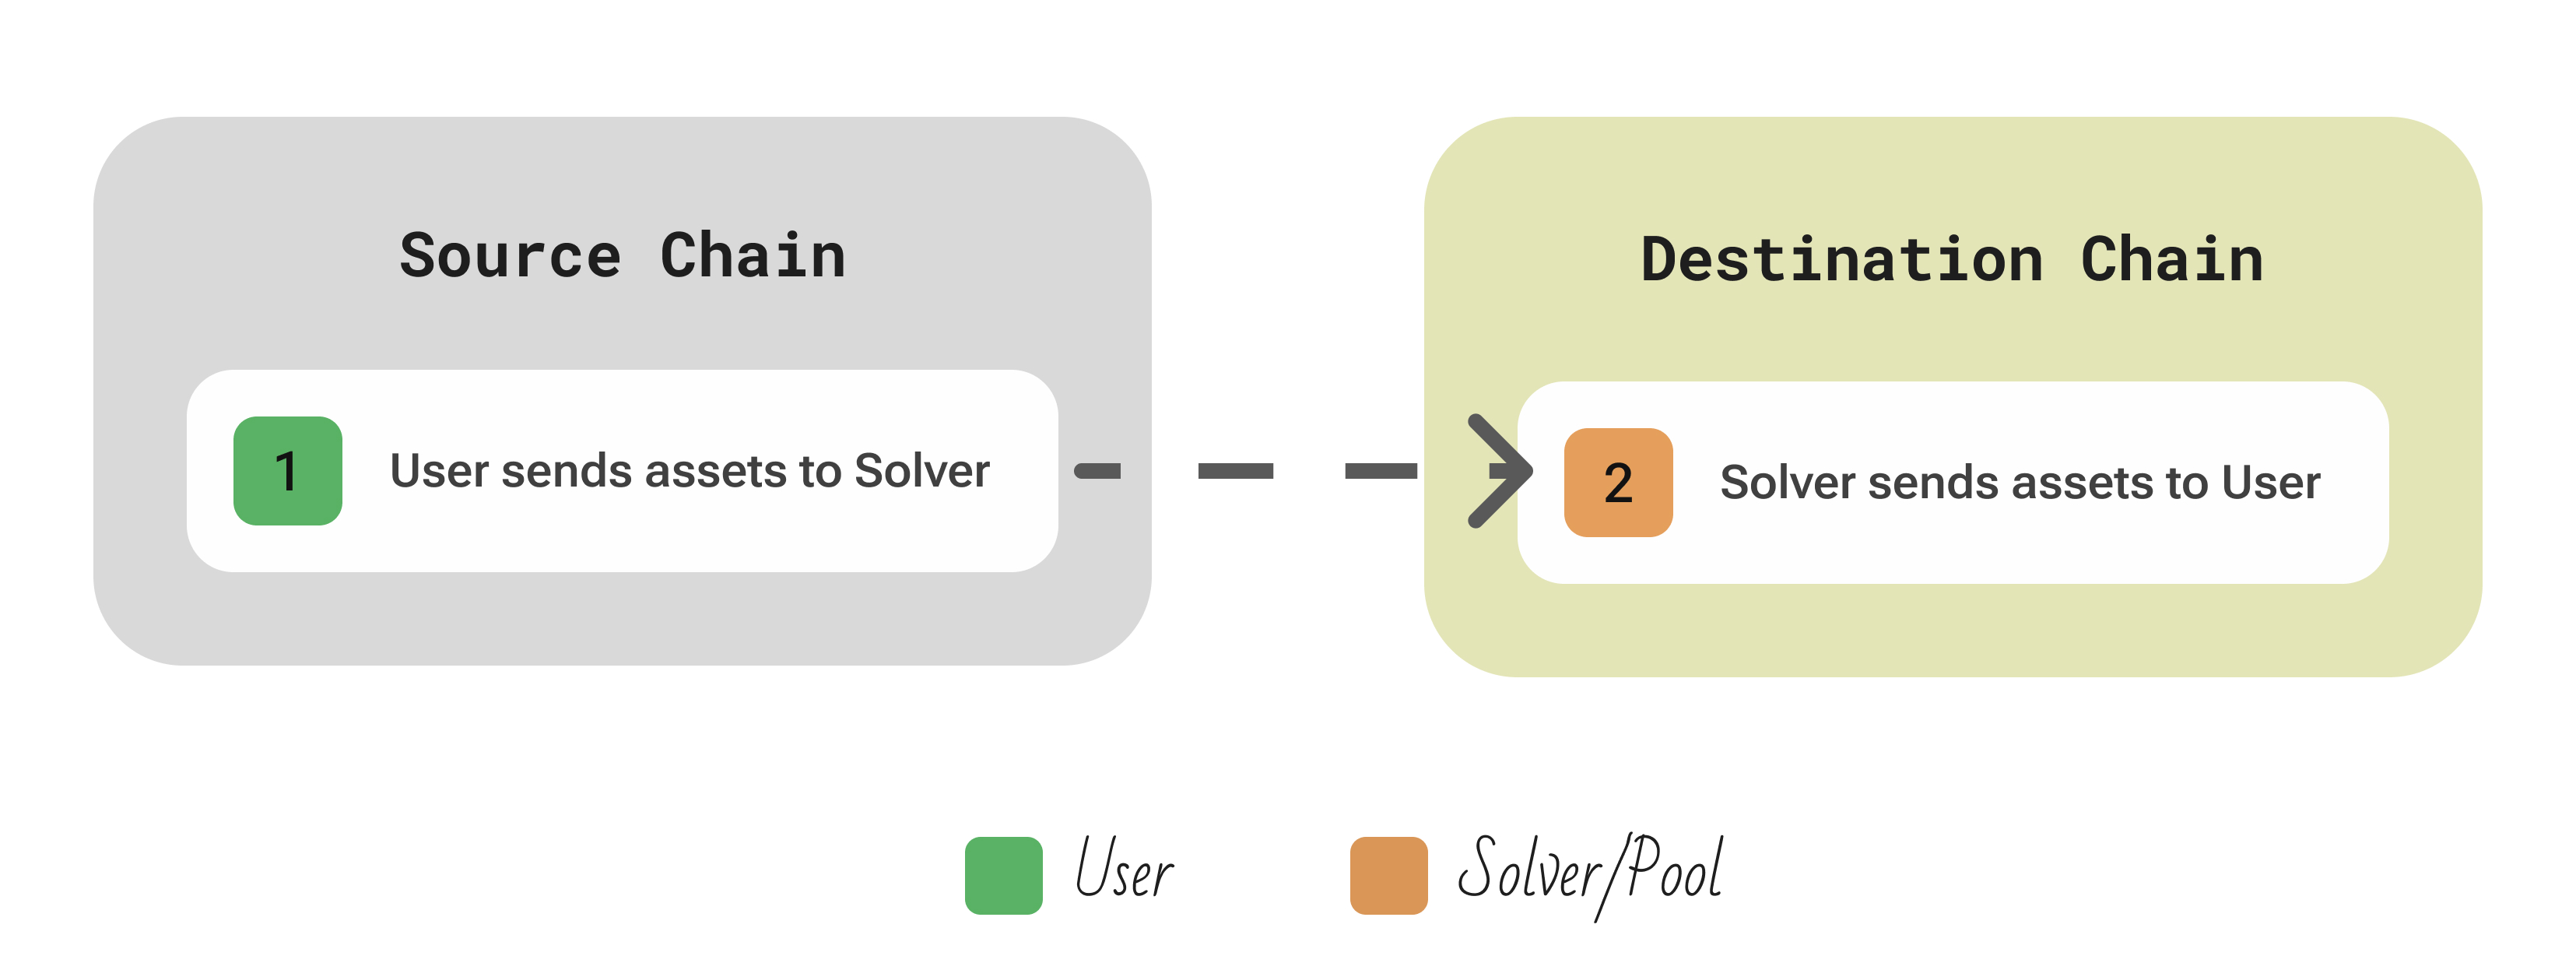 Source Chain
1 User sends assets to Solver
Destination Chain
2 Solver sends assets to User
User
Solver/Pool